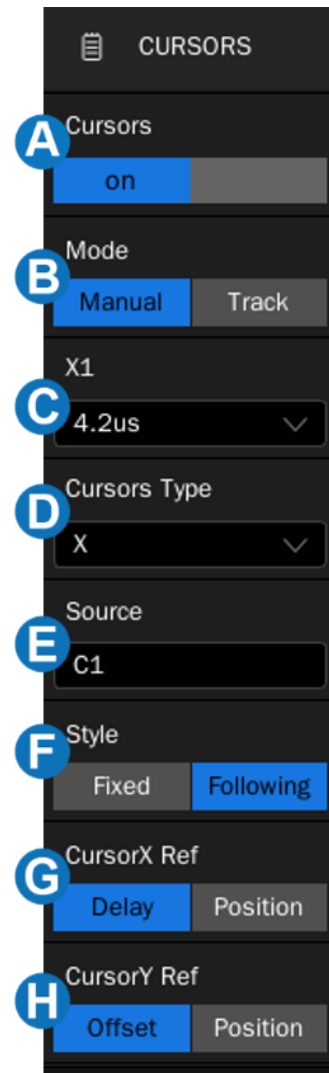 CURSORS
A
Cursors
on
B
Mode
Manual Track
C
X1
4.2us
D
Cursors Type
X
E
Source
C1
F
Style
Fixed Following
G
CursorX Ref
Delay Position
H
CursorY Ref
Offset Position